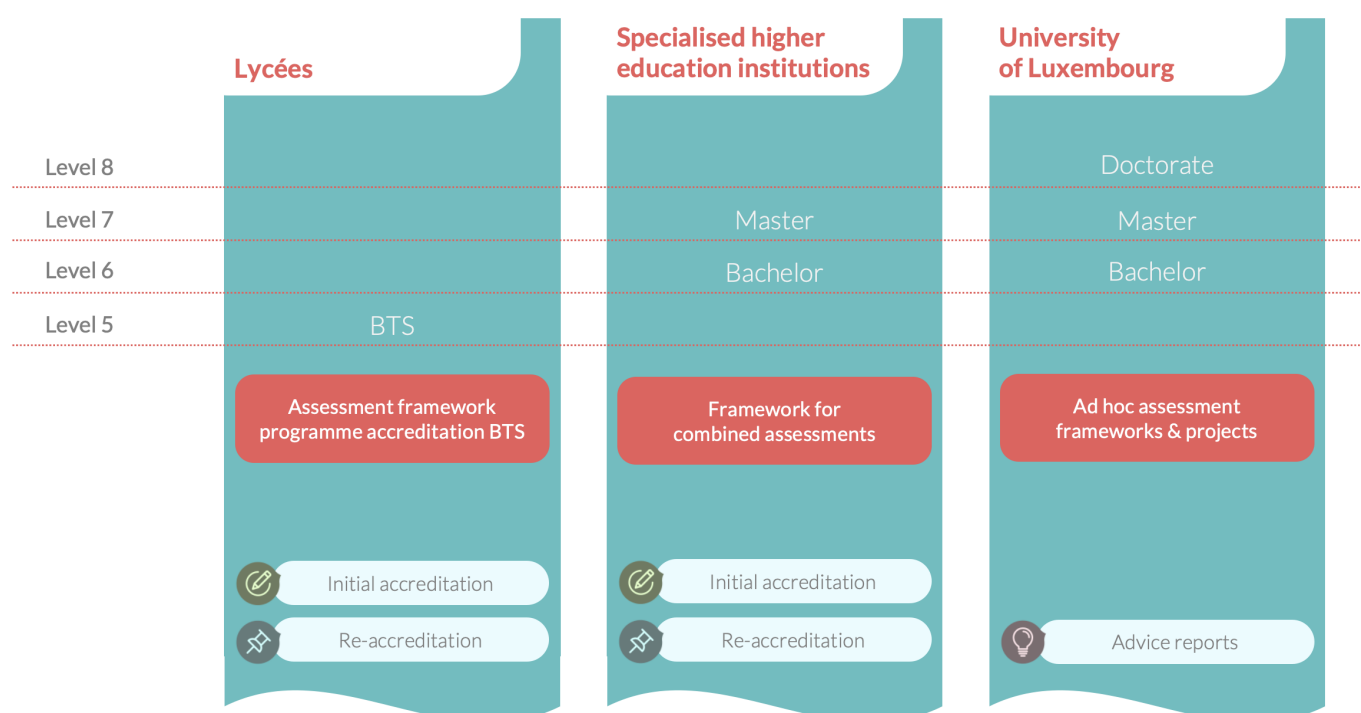 Lycées
Specialised higher
education institutions
University
of Luxembourg
Level 8
Doctorate
Level 7
Master
Master
Level 6
Bachelor
Bachelor
Level 5
BTS
Assessment framework
programme accreditation BTS
Framework for
combined assessments
Ad hoc assessment
frameworks & projects
Initial accreditation
Initial accreditation
Re-accreditation
Re-accreditation
Advice reports